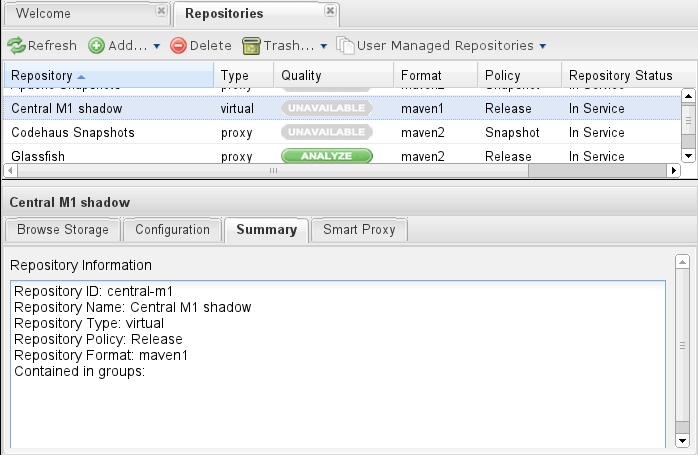 Welcome Repositories
Refresh Add... Delete Trash... User Managed Repositories
Repository Type Quality Format Policy Repository Status
Apache Snapshots proxy maven2 Snapshot In Service
Central M1 shadow virtual UNAVAILABLE maven1 Release In Service
Codehaus Snapshots proxy UNAVAILABLE maven2 Snapshot In Service
Glassfish proxy ANALYZE maven2 Release In Service
Central M1 shadow
Browse Storage Configuration Summary Smart Proxy
Repository Information
Repository ID: central-m1
Repository Name: Central M1 shadow
Repository Type: virtual
Repository Policy: Release
Repository Format: maven1
Contained in groups: